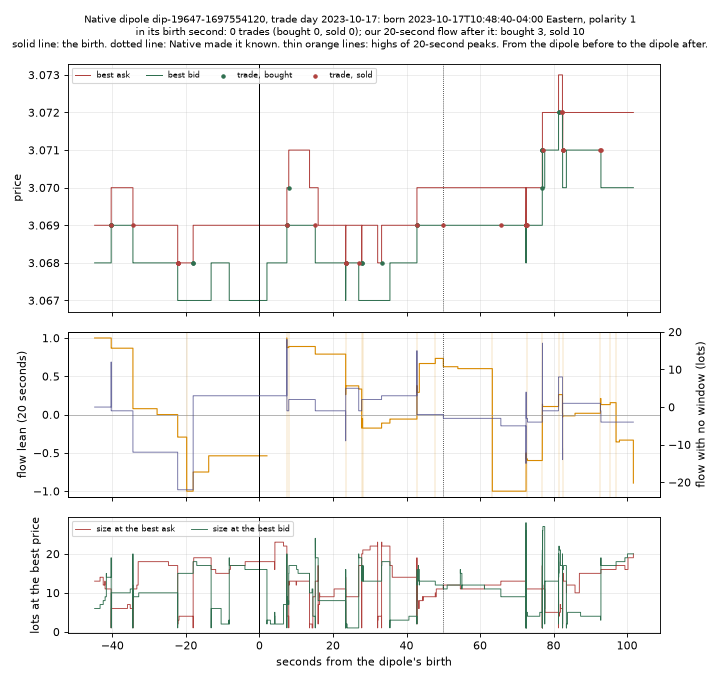 Native dipole dip-19647-1697554120, trade day 2023-10-17: born 2023-10-17T10:48:40-04:00 Eastern, polarity 1
in its birth second: 0 trades (bought 0, sold 0); our 20-second flow after it: bought 3, sold 10
solid line: the birth. dotted line: Native made it known. thin orange lines: highs of 20-second peaks. From the dipole before to the dipole after.
best ask
best bid
trade, bought
trade, sold
3.073
3.072
3.071
3.070
3.069
3.068
3.067
price
1.0
0.5
0.0
−0.5
−1.0
flow lean (20 seconds)
20
10
0
−10
−20
flow with no window (lots)
size at the best ask
size at the best bid
20
10
0
lots at the best price
−40
−20
0
20
40
60
80
100
seconds from the dipole's birth